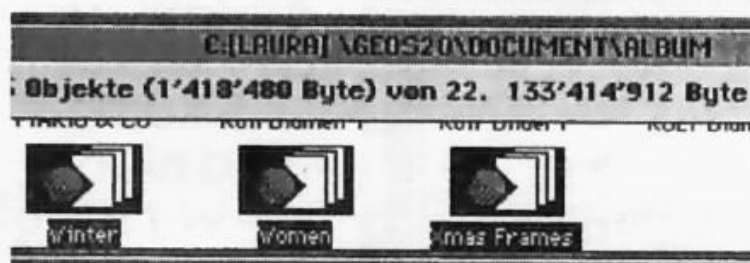 C:[LAURA] \GEOS20\DOCUMENT\ALBUM
Objekte (1'418'480 Byte) von 22. 133'414'912 Byte
& CO
Winter Women Xmas Frames